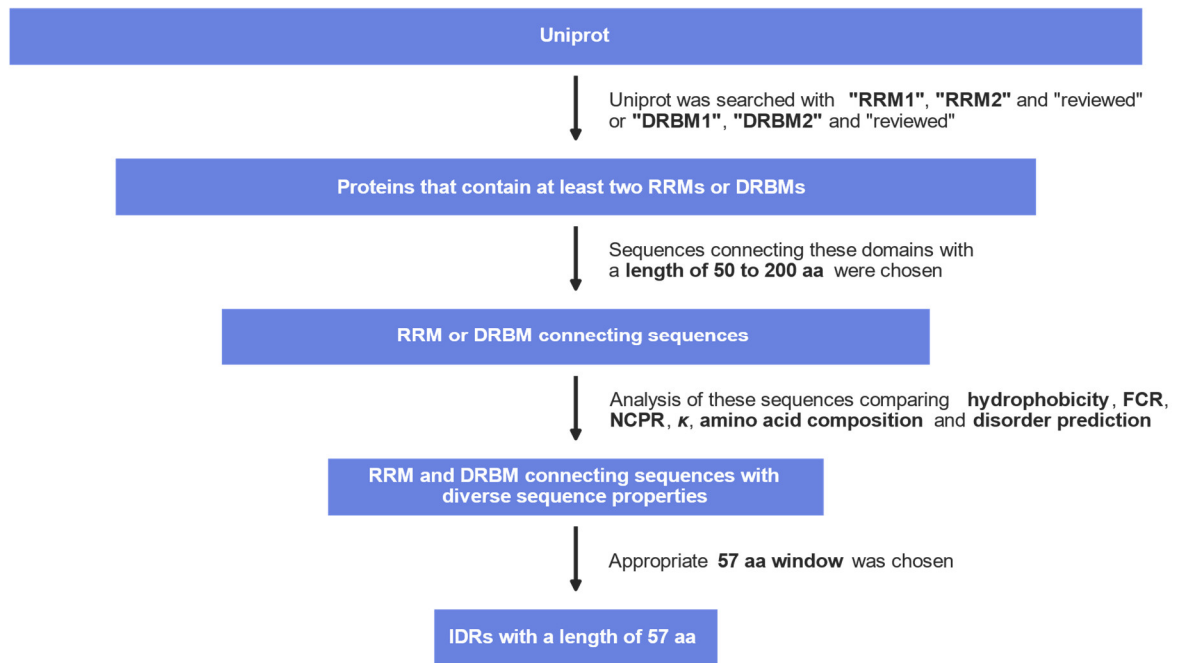 Uniprot
Uniprot was searched with "RRM1", "RRM2" and "reviewed"
or "DRBM1", "DRBM2" and "reviewed"
Proteins that contain at least two RRMs or DRBMs
Sequences connecting these domains with
a length of 50 to 200 aa were chosen
RRM or DRBM connecting sequences
Analysis of these sequences comparing hydrophobicity, FCR,
NCPR, κ, amino acid composition and disorder prediction
RRM and DRBM connecting sequences with
diverse sequence properties
Appropriate 57 aa window was chosen
IDRs with a length of 57 aa